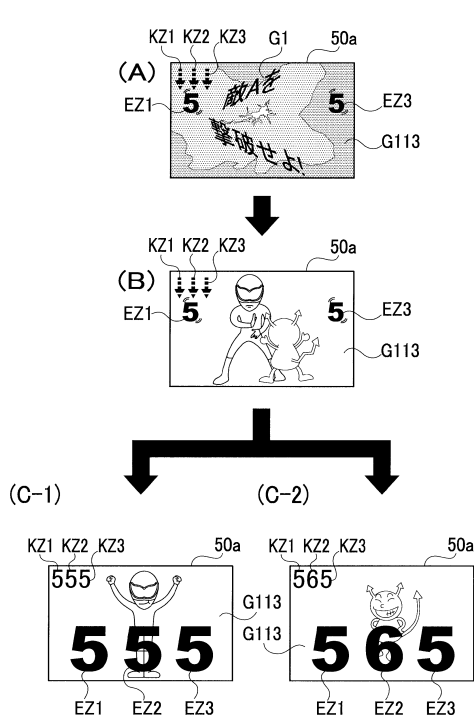 KZ1 KZ2 KZ3 G1 50a
(A)
敵Aを
撃破せよ!
5 5
EZ1 EZ3
G113
KZ1 KZ2 KZ3 50a
(B)
5 5
EZ1 EZ3
G113
(C-1) (C-2)
KZ1 KZ2 KZ3 50a
555
G113
5 5 5
EZ1 EZ2 EZ3
KZ1 KZ2 KZ3 50a
565
G113
5 6 5
EZ1 EZ2 EZ3